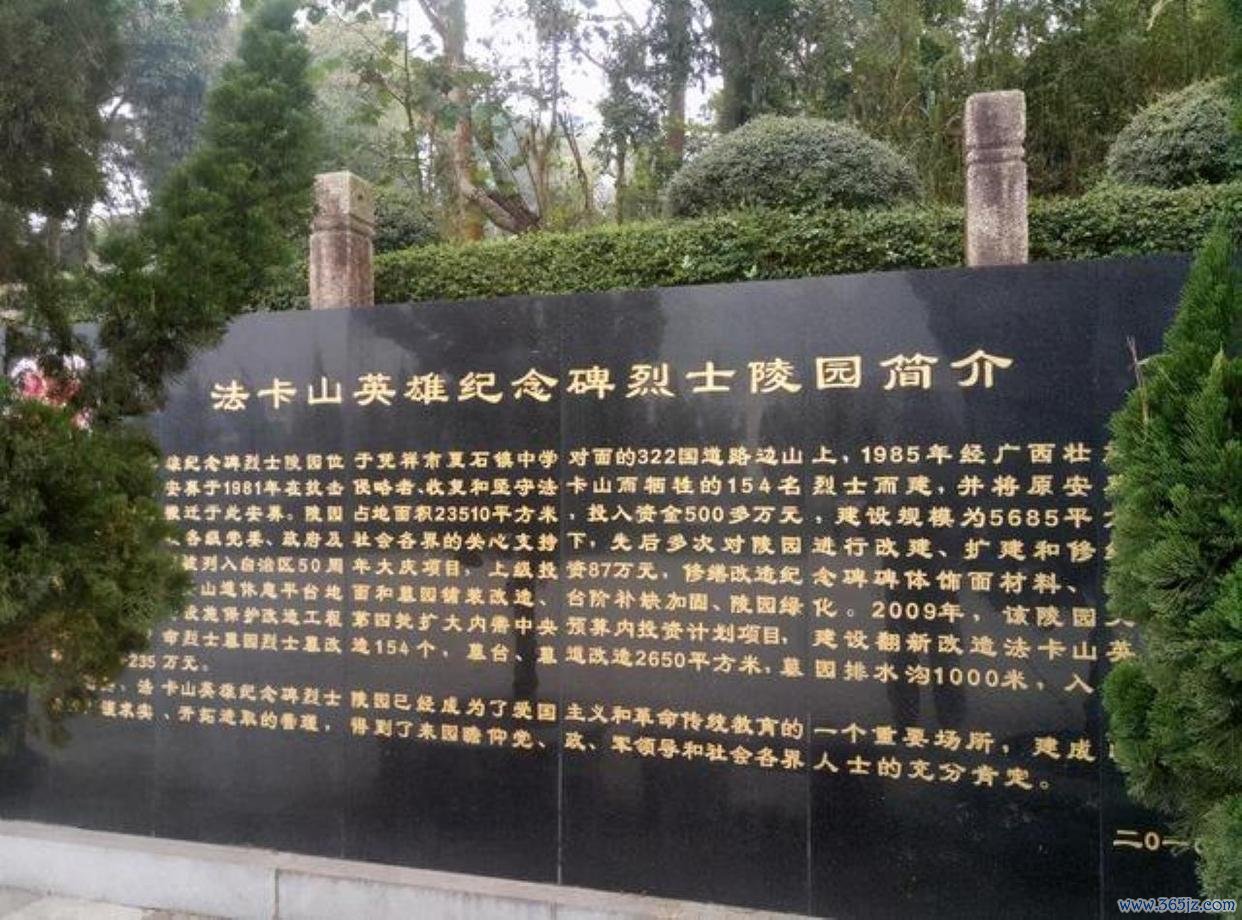 法卡山英雄纪念碑烈士陵园简介
雄纪念碑烈士陵园位于凭祥市夏石镇中学对面的322国道路边山上，1985年经广西壮
安葬于1981年在抗击侵略者、收复和坚守法卡山而牺牲的154名烈士而建，并将原安
搬迁于此安葬。陵园占地面积23510平方米，投入资金500多万元，建设规模为5685平
各级党委、政府及社会各界的关心支持下，先后多次对陵园进行改建、扩建和修
被列入自治区50周年大庆项目，上级投资87万元，修缮改造纪念碑碑体饰面材料、
山道休息平台地面和墓园铺装改造、台阶补缺加固、陵园绿化。2009年，该陵园
设施保护改造工程第四批扩大内需中央预算内投资计划项目，建设翻新改造法卡山英
命烈士墓园烈士墓改造154个，墓台、墓道改造2650平方米，墓园排水沟1000米，入
235万元。
法卡山英雄纪念碑烈士陵园已经成为了爱国主义和革命传统教育的一个重要场所，建成
求实、开拓进取的管理，得到了来园瞻仰党、政、军领导和社会各界人士的充分肯定。
二〇一
www.365jz.com